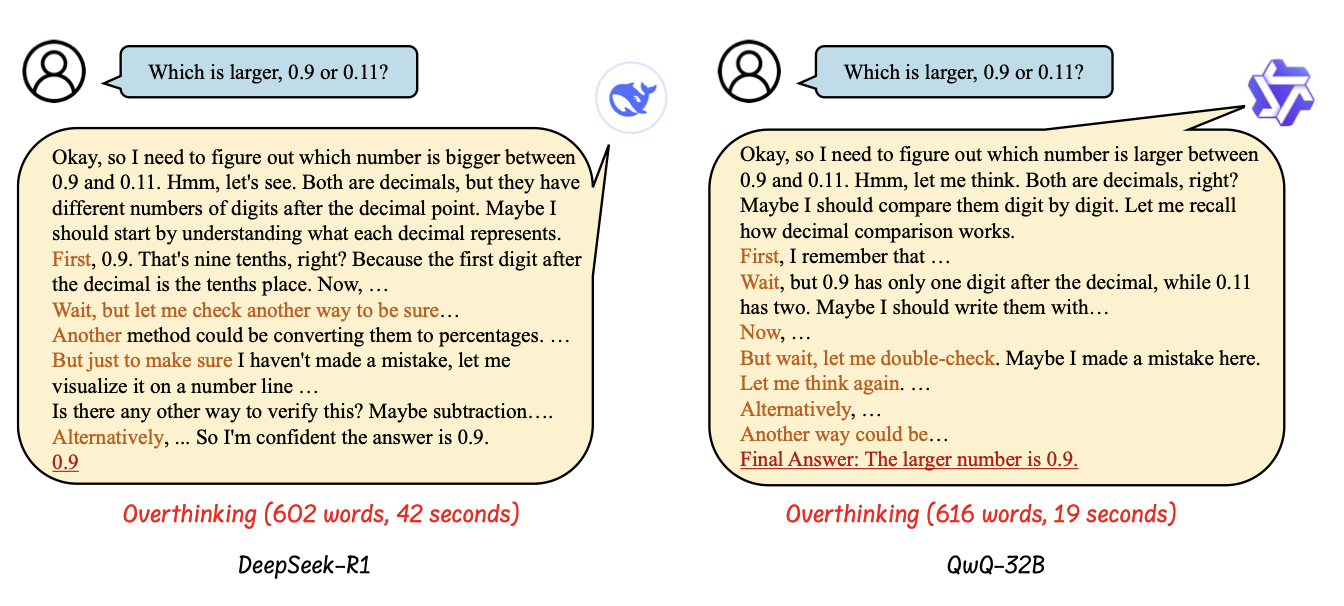 Which is larger, 0.9 or 0.11?
Okay, so I need to figure out which number is bigger between
0.9 and 0.11. Hmm, let's see. Both are decimals, but they have
different numbers of digits after the decimal point. Maybe I
should start by understanding what each decimal represents.
First, 0.9. That's nine tenths, right? Because the first digit after
the decimal is the tenths place. Now, …
Wait, but let me check another way to be sure…
Another method could be converting them to percentages. …
But just to make sure I haven't made a mistake, let me
visualize it on a number line …
Is there any other way to verify this? Maybe subtraction….
Alternatively, ... So I'm confident the answer is 0.9.
0.9
Overthinking (602 words, 42 seconds)
DeepSeek-R1
Which is larger, 0.9 or 0.11?
Okay, so I need to figure out which number is larger between
0.9 and 0.11. Hmm, let me think. Both are decimals, right?
Maybe I should compare them digit by digit. Let me recall
how decimal comparison works.
First, I remember that …
Wait, but 0.9 has only one digit after the decimal, while 0.11
has two. Maybe I should write them with…
Now, …
But wait, let me double-check. Maybe I made a mistake here.
Let me think again. …
Alternatively, …
Another way could be…
Final Answer: The larger number is 0.9.
Overthinking (616 words, 19 seconds)
QwQ-32B